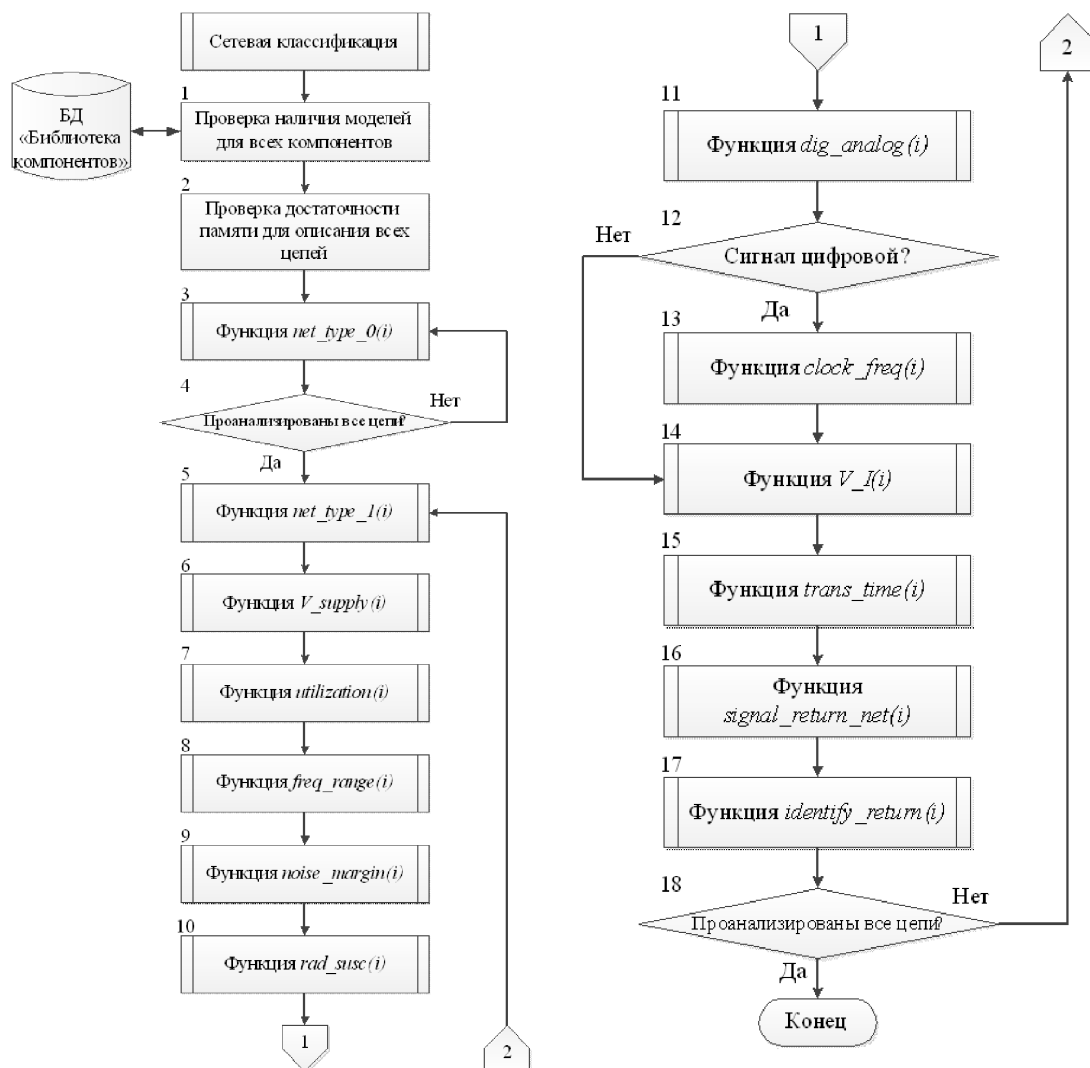 Сетевая классификация
БД
«Библиотека
компонентов»
1
Проверка наличия моделей
для всех компонентов
2
Проверка достаточности
памяти для описания всех
цепей
3
Функция net_type_0(i)
4
Проанализированы все цепи?
Нет
Да
5
Функция net_type_1(i)
6
Функция V_supply(i)
7
Функция utilization(i)
8
Функция freq_range(i)
9
Функция noise_margin(i)
10
Функция rad_susc(i)
1
2
1
2
11
Функция dig_analog(i)
12
Нет
Сигнал цифровой?
Да
13
Функция clock_freq(i)
14
Функция V_I(i)
15
Функция trans_time(i)
16
Функция
signal_return_net(i)
17
Функция identify_return(i)
18
Нет
Проанализированы все цепи?
Да
Конец